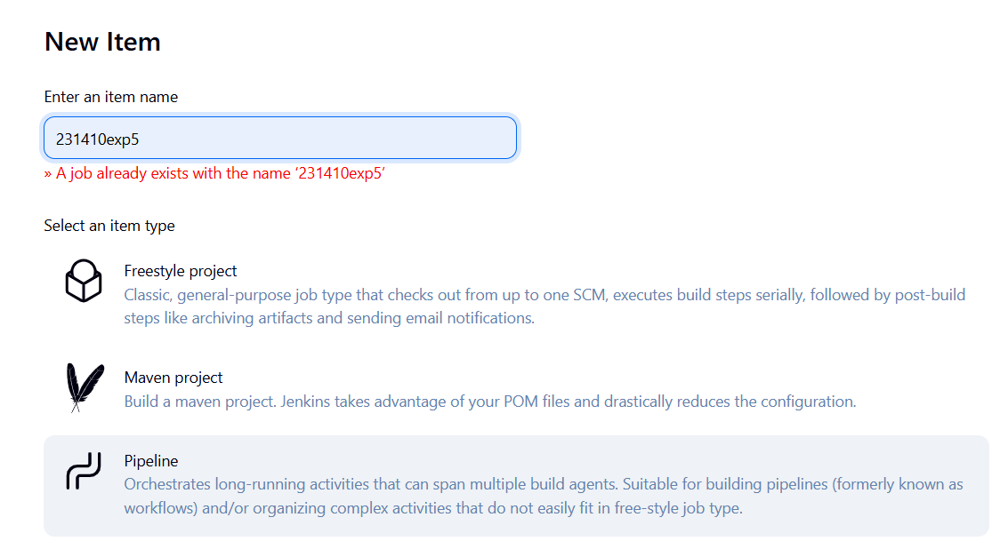 New Item
Enter an item name
231410exp5
» A job already exists with the name ‘231410exp5’
Select an item type
Freestyle project
Classic, general-purpose job type that checks out from up to one SCM, executes build steps serially, followed by post-build
steps like archiving artifacts and sending email notifications.
Maven project
Build a maven project. Jenkins takes advantage of your POM files and drastically reduces the configuration.
Pipeline
Orchestrates long-running activities that can span multiple build agents. Suitable for building pipelines (formerly known as
workflows) and/or organizing complex activities that do not easily fit in free-style job type.